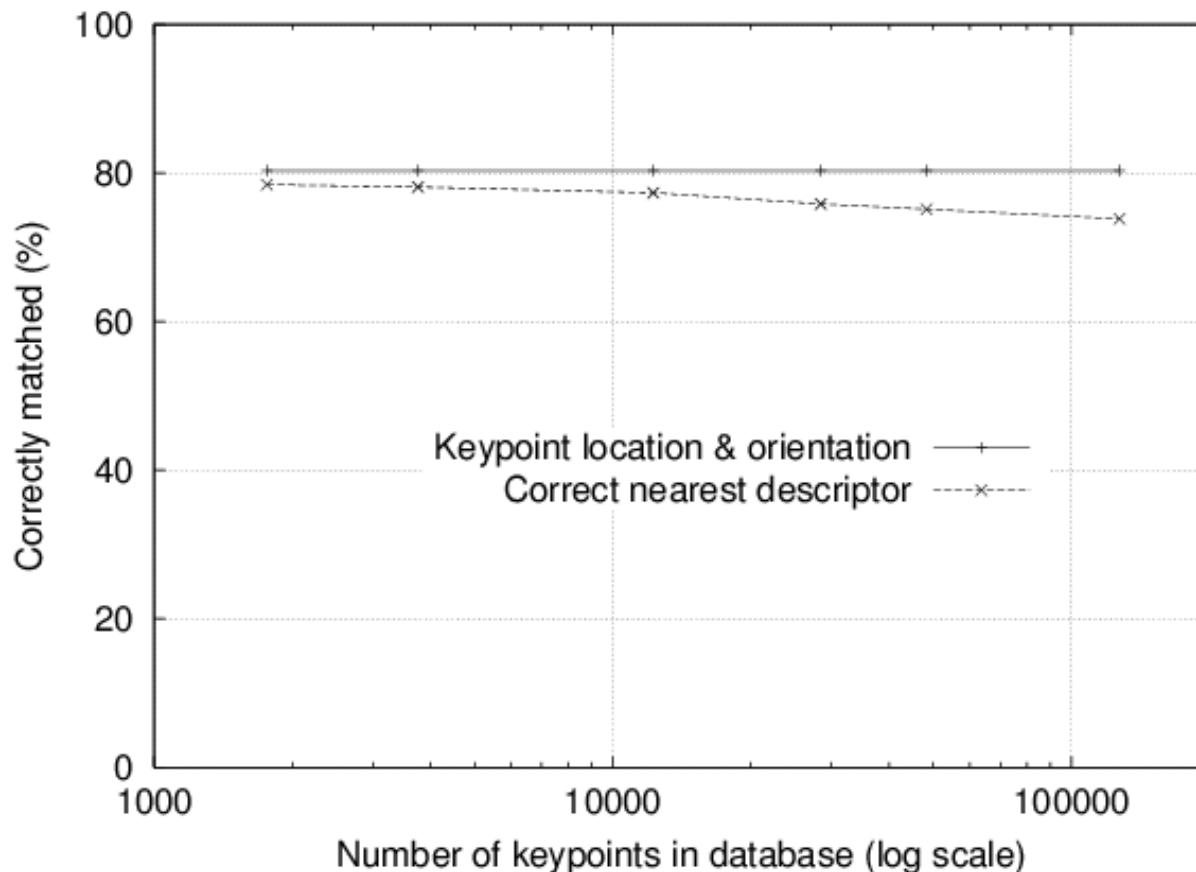 100
80
60
40
20
0
Correctly matched (%)
Keypoint location & orientation
Correct nearest descriptor
1000 10000 100000
Number of keypoints in database (log scale)